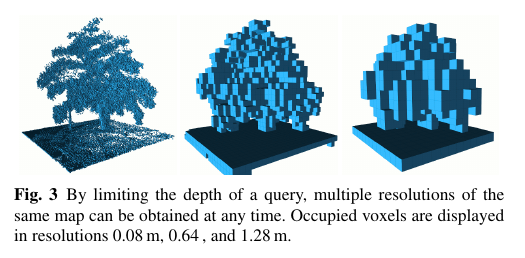 Fig. 3 By limiting the depth of a query, multiple resolutions of the
same map can be obtained at any time. Occupied voxels are displayed
in resolutions 0.08 m, 0.64 , and 1.28 m.